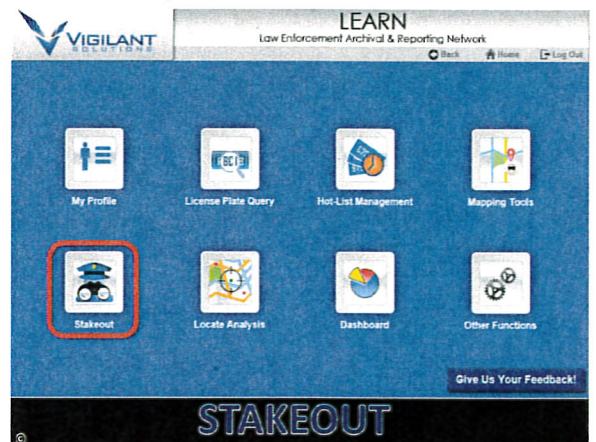 VIGILANT
SOLUTIONS
LEARN
Law Enforcement Archival & Reporting Network
Back Home Log Out
My Profile
License Plate Query
Hot-List Management
Mapping Tools
Stakeout
Locate Analysis
Dashboard
Other Functions
Give Us Your Feedback!
STAKEOUT
©